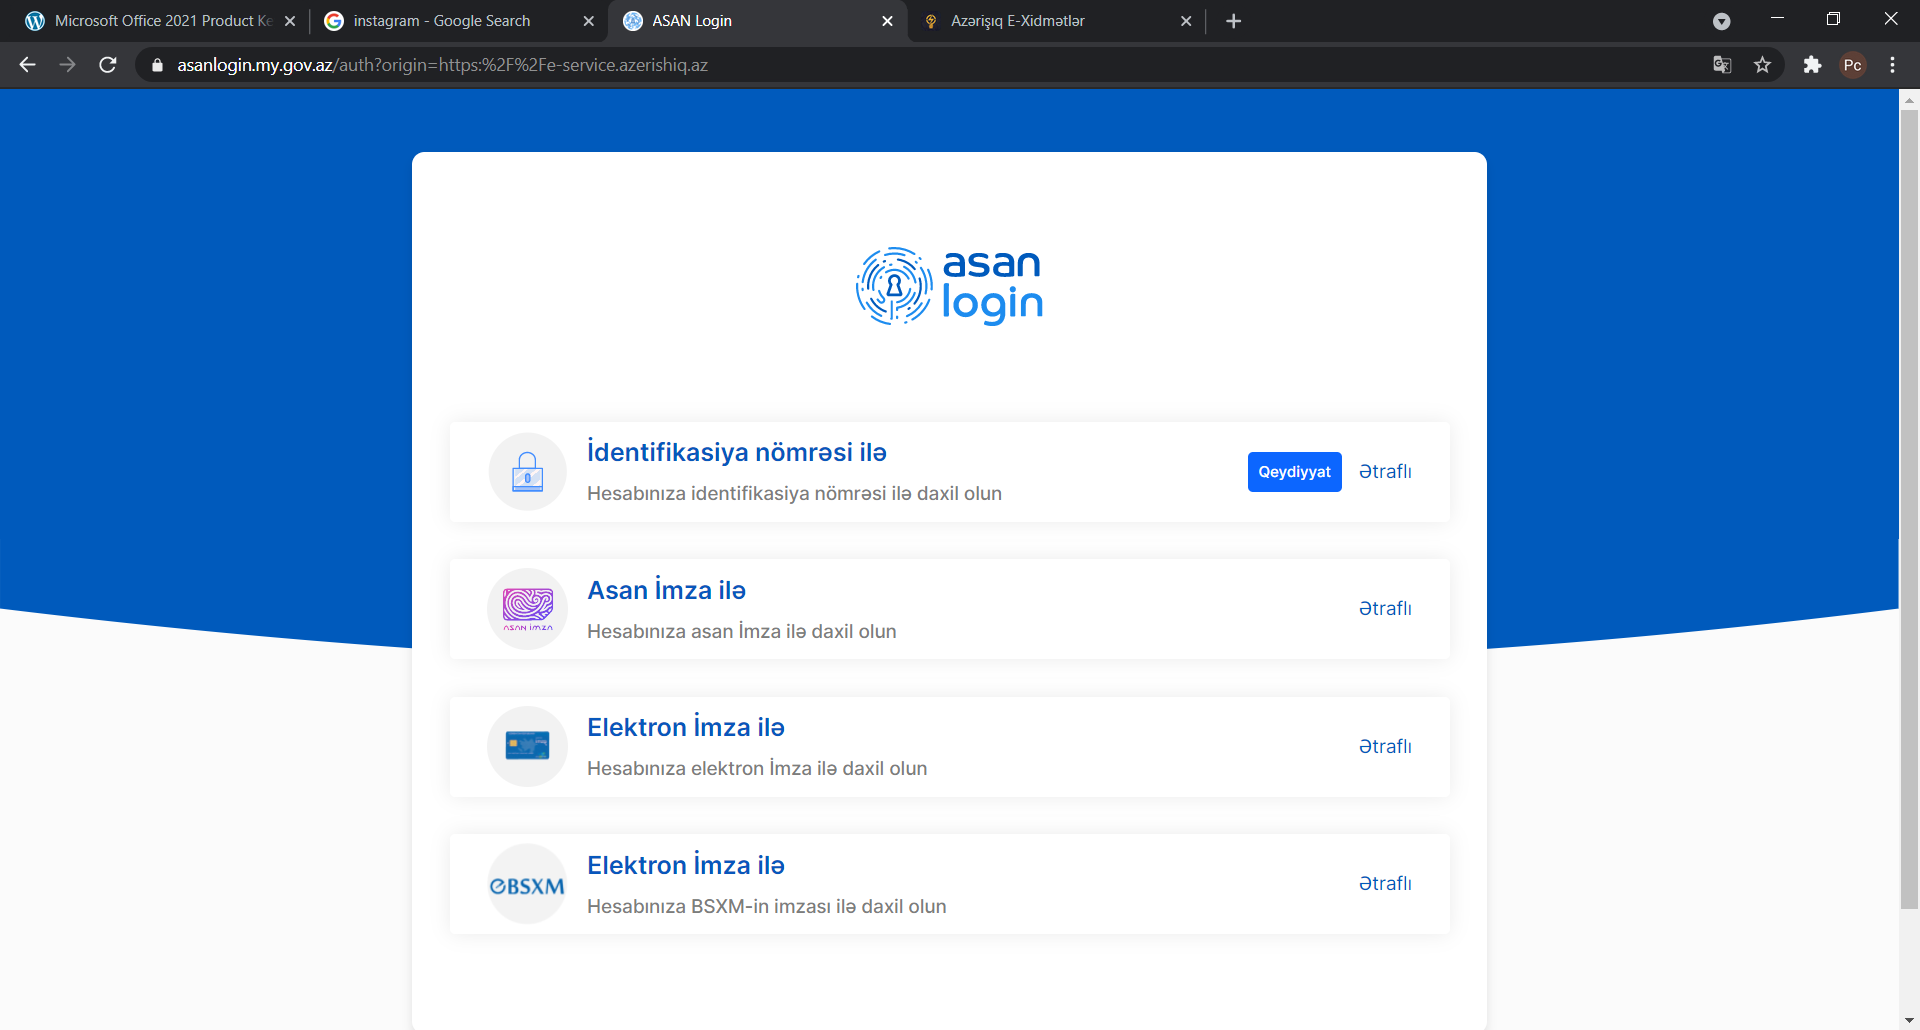 Microsoft Office 2021 Product Ke
instagram - Google Search
ASAN Login
Azərişıq E-Xidmətlər
asanlogin.my.gov.az/auth?origin=https:%2F%2Fe-service.azerishiq.az
Pc
asan
login
İdentifikasiya nömrəsi ilə
Hesabınıza identifikasiya nömrəsi ilə daxil olun
Qeydiyyat
Ətraflı
ASAN İMZA
Asan İmza ilə
Hesabınıza asan İmza ilə daxil olun
Ətraflı
Elektron İmza ilə
Hesabınıza elektron İmza ilə daxil olun
Ətraflı
eBSXM
Elektron İmza ilə
Hesabınıza BSXM-in imzası ilə daxil olun
Ətraflı